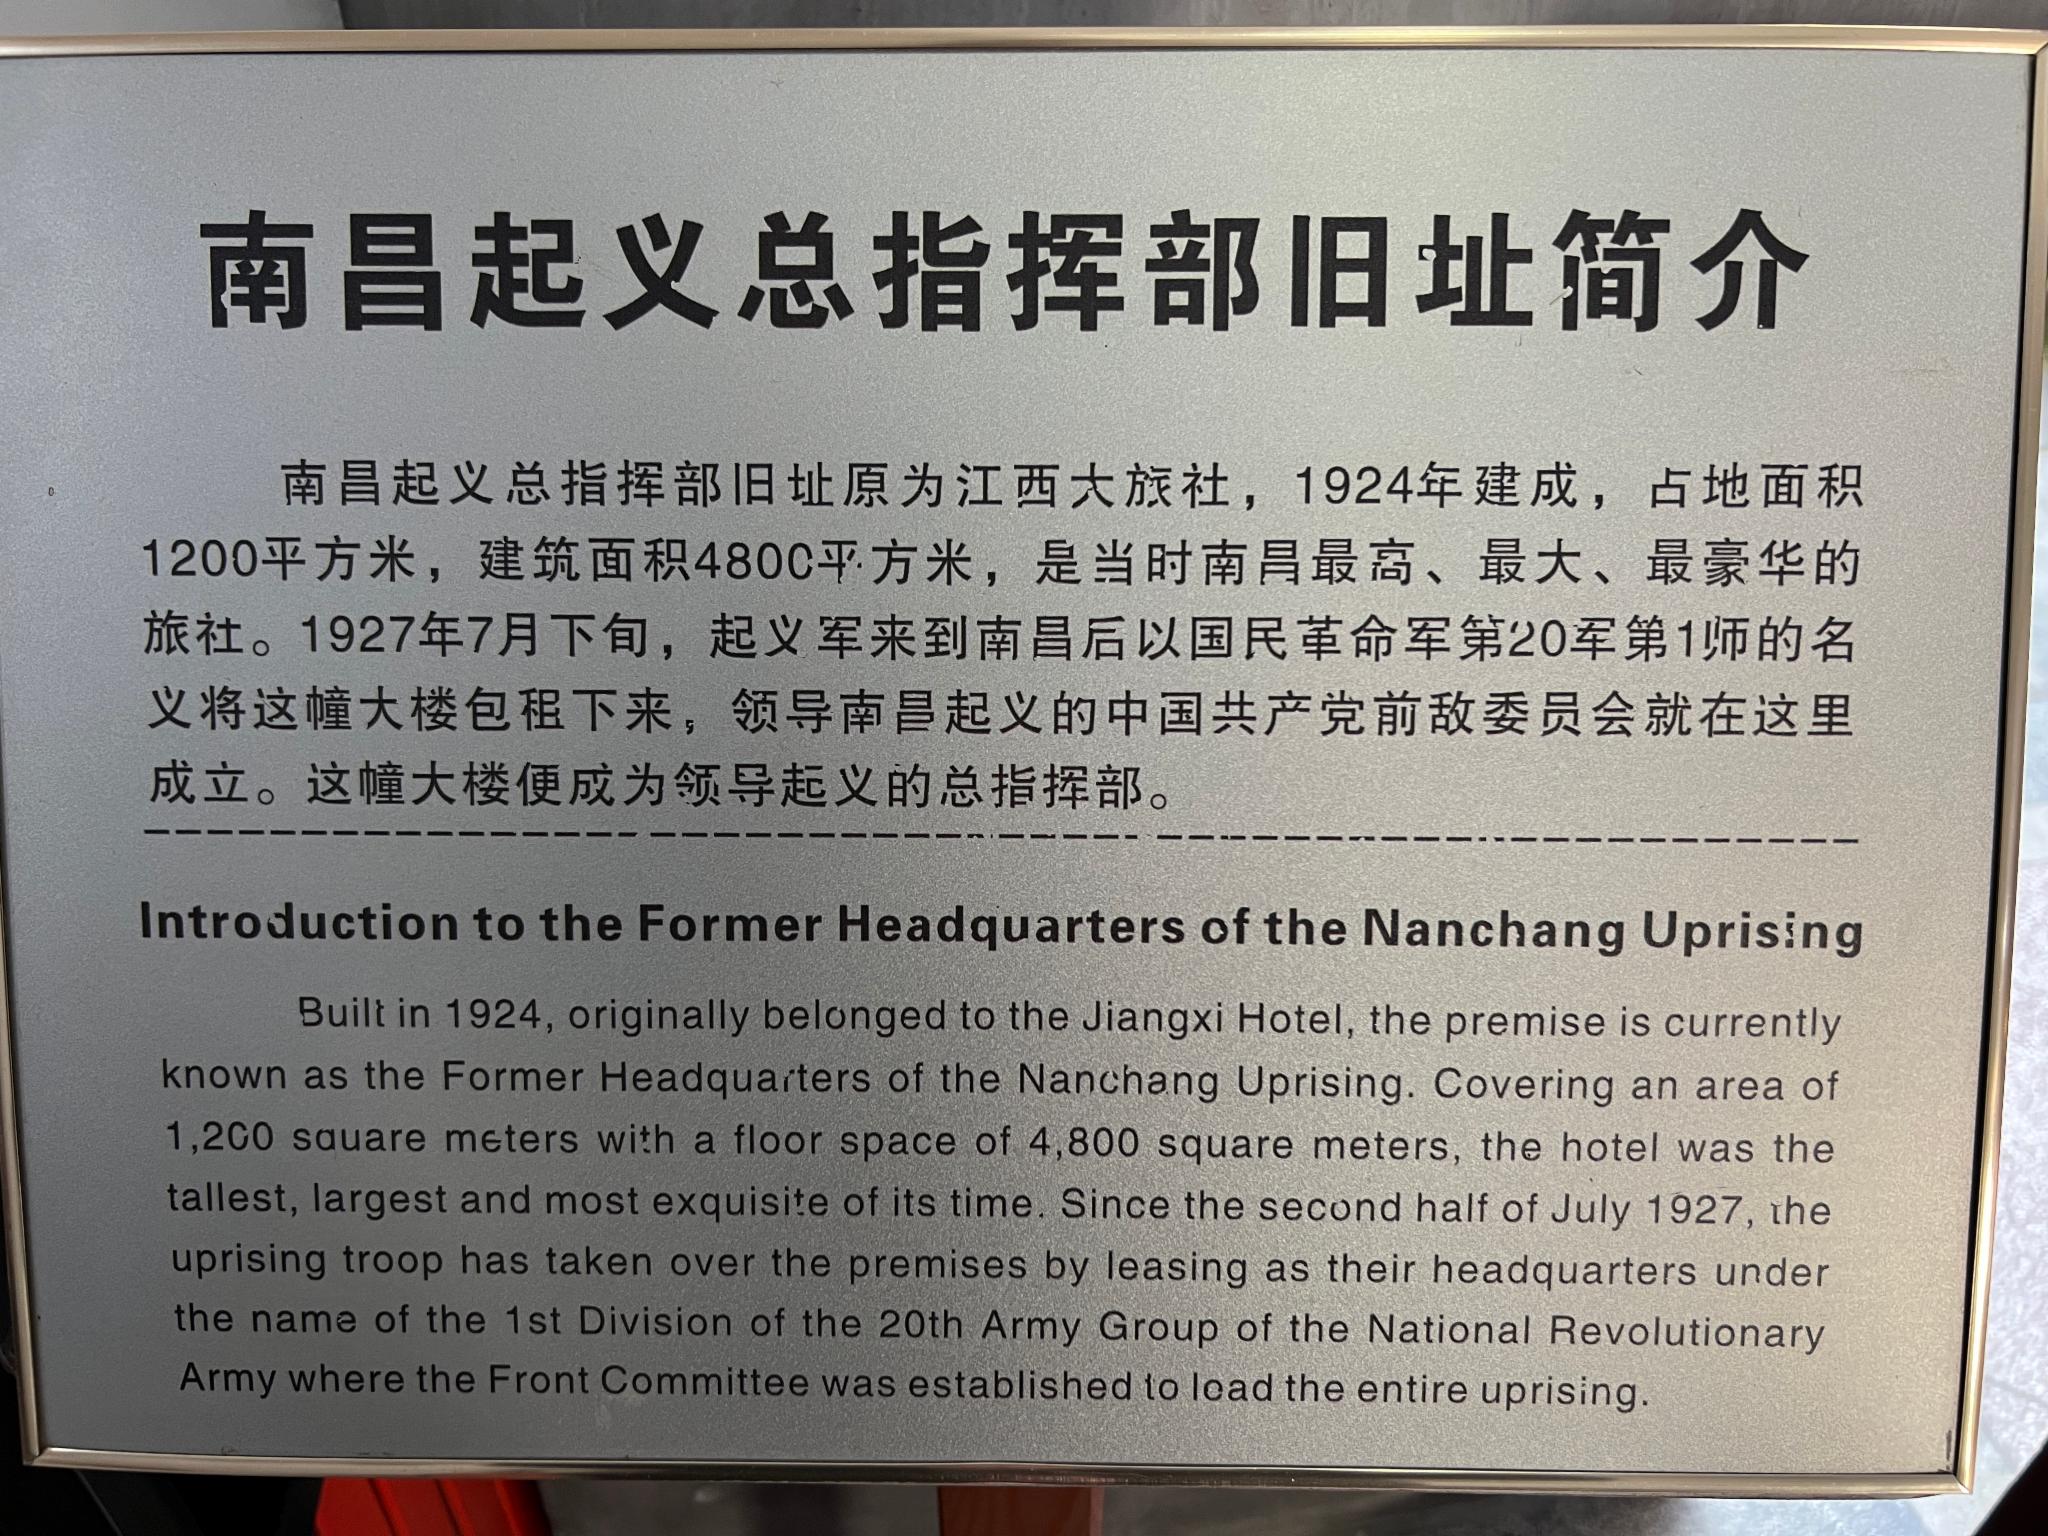 南昌起义总指挥部旧址简介
南昌起义总指挥部旧址原为江西大旅社，1924年建成，占地面积
1200平方米，建筑面积4800平方米，是当时南昌最高、最大、最豪华的
旅社。1927年7月下旬，起义军来到南昌后以国民革命军第20军第1师的名
义将这幢大楼包租下来，领导南昌起义的中国共产党前敌委员会就在这里
成立。这幢大楼便成为领导起义的总指挥部。
Introduction to the Former Headquarters of the Nanchang Uprising
Built in 1924, originally belonged to the Jiangxi Hotel, the premise is currently
known as the Former Headquarters of the Nanchang Uprising. Covering an area of
1,200 square meters with a floor space of 4,800 square meters, the hotel was the
tallest, largest and most exquisite of its time. Since the second half of July 1927, the
uprising troop has taken over the premises by leasing as their headquarters under
the name of the 1st Division of the 20th Army Group of the National Revolutionary
Army where the Front Committee was established to lead the entire uprising.